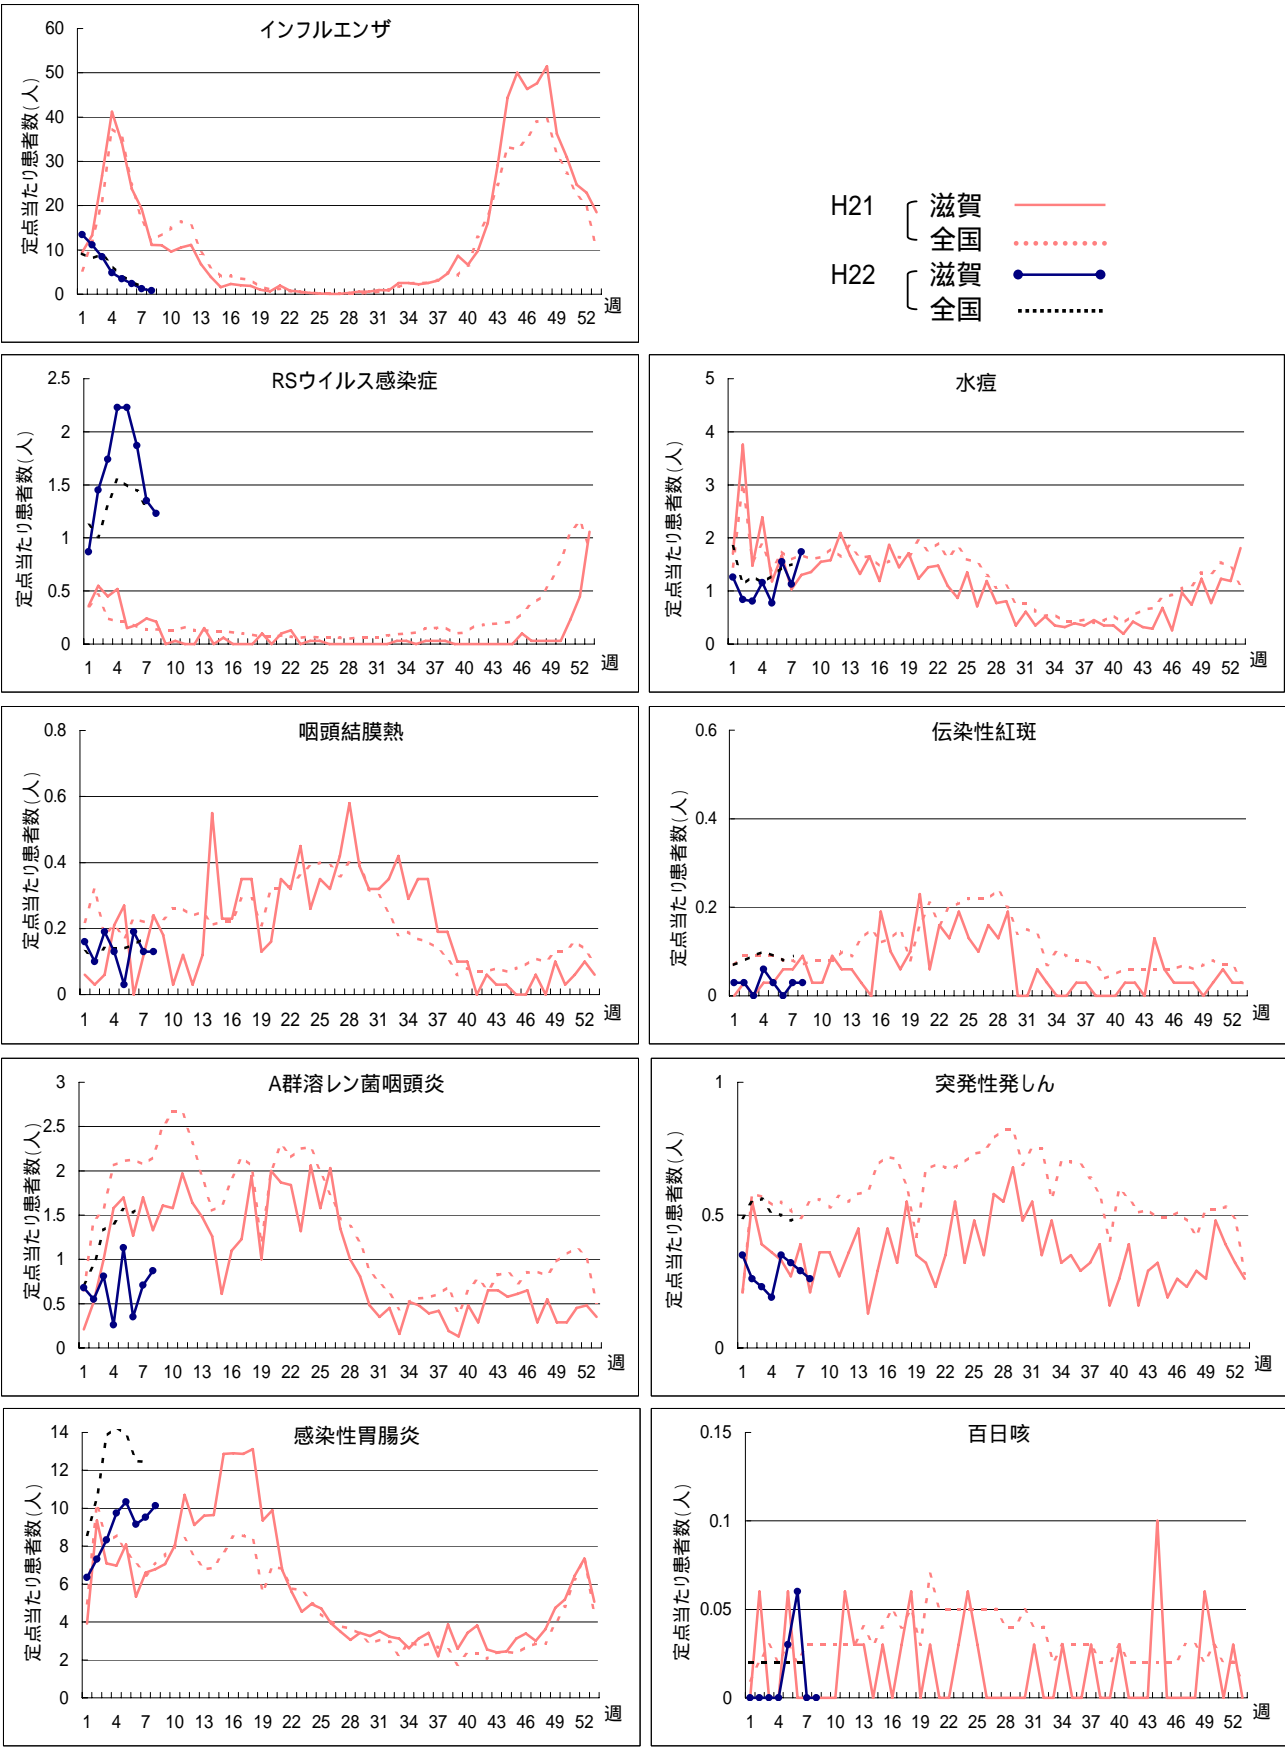 インフルエンザ
定点当たり患者数(人)
60
50
40
30
20
10
0
1 4 7 10 13 16 19 22 25 28 31 34 37 40 43 46 49 52 週
H21 滋賀
全国
H22 滋賀
全国
RSウイルス感染症
定点当たり患者数(人)
2.5
2
1.5
1
0.5
0
1 4 7 10 13 16 19 22 25 28 31 34 37 40 43 46 49 52 週
水痘
定点当たり患者数(人)
5
4
3
2
1
0
1 4 7 10 13 16 19 22 25 28 31 34 37 40 43 46 49 52 週
咽頭結膜熱
定点当たり患者数(人)
0.8
0.6
0.4
0.2
0
1 4 7 10 13 16 19 22 25 28 31 34 37 40 43 46 49 52 週
伝染性紅斑
定点当たり患者数(人)
0.6
0.4
0.2
0
1 4 7 10 13 16 19 22 25 28 31 34 37 40 43 46 49 52 週
A群溶レン菌咽頭炎
定点当たり患者数(人)
3
2.5
2
1.5
1
0.5
0
1 4 7 10 13 16 19 22 25 28 31 34 37 40 43 46 49 52 週
突発性発しん
定点当たり患者数(人)
1
0.5
0
1 4 7 10 13 16 19 22 25 28 31 34 37 40 43 46 49 52 週
感染性胃腸炎
定点当たり患者数(人)
14
12
10
8
6
4
2
0
1 4 7 10 13 16 19 22 25 28 31 34 37 40 43 46 49 52 週
百日咳
定点当たり患者数(人)
0.15
0.1
0.05
0
1 4 7 10 13 16 19 22 25 28 31 34 37 40 43 46 49 52 週